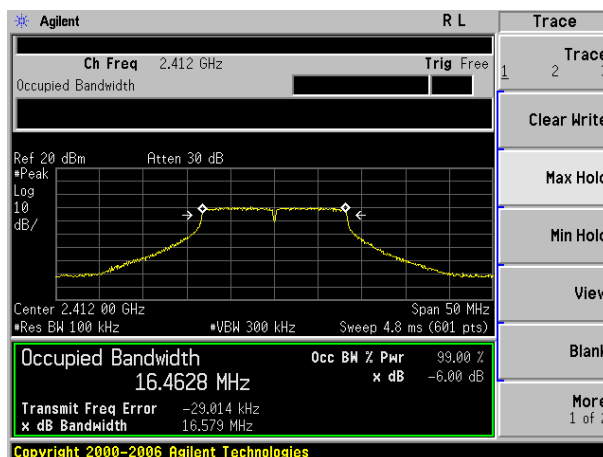 Agilent R L Trace
Ch Freq 2.412 GHz Trig Free
Occupied Bandwidth
Trace
1 2
Clear Write
Max Hold
Min Hold
View
Blank
More
1 of 2
Ref 20 dBm Atten 30 dB
#Peak
Log
10
dB/
Center 2.412 00 GHz Span 50 MHz
#Res BW 100 kHz #VBW 300 kHz Sweep 4.8 ms (601 pts)
Occupied Bandwidth Occ BW % Pwr 99.00 %
16.4628 MHz x dB -6.00 dB
Transmit Freq Error -29.014 kHz
x dB Bandwidth 16.579 MHz
Copyright 2000-2006 Agilent Technologies